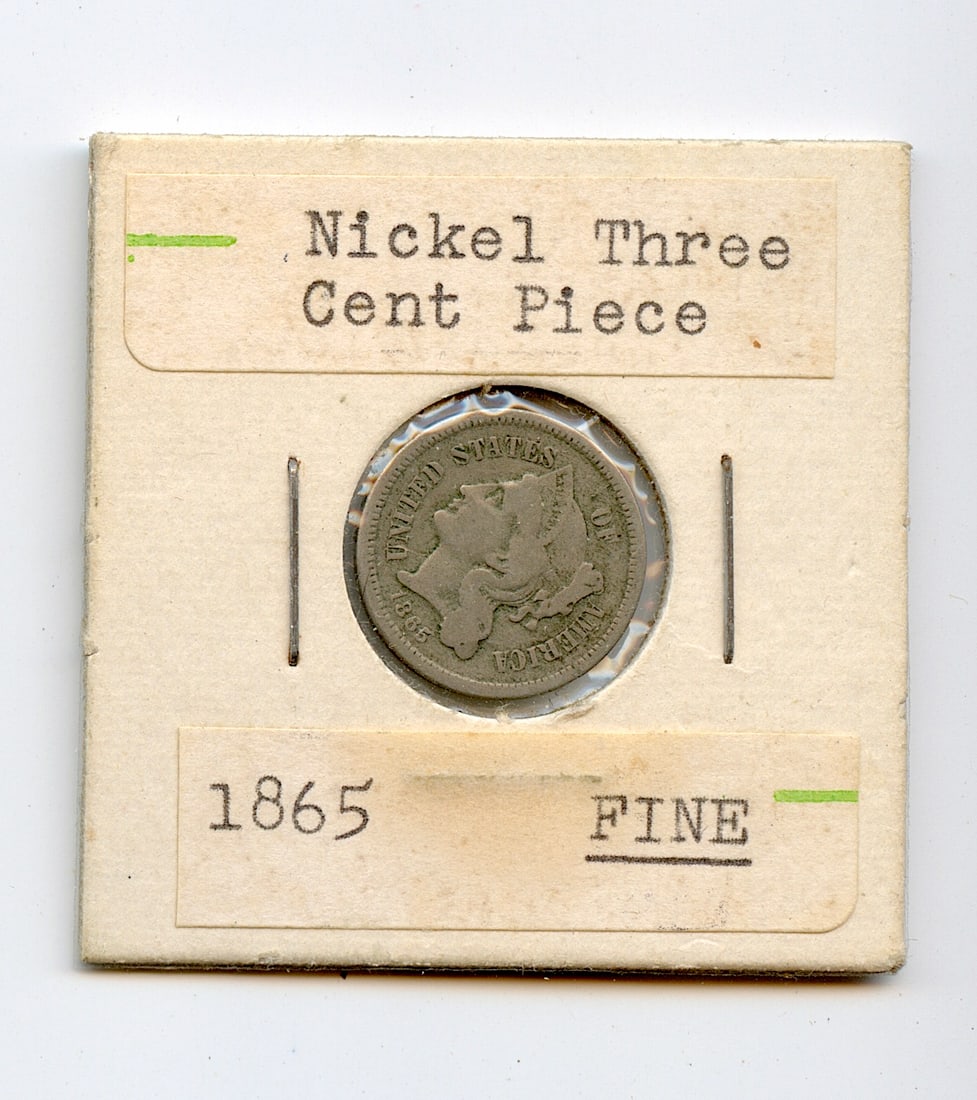 Nickel Three
Cent Piece
UNITED STATES OF AMERICA
1865
1865 FINE